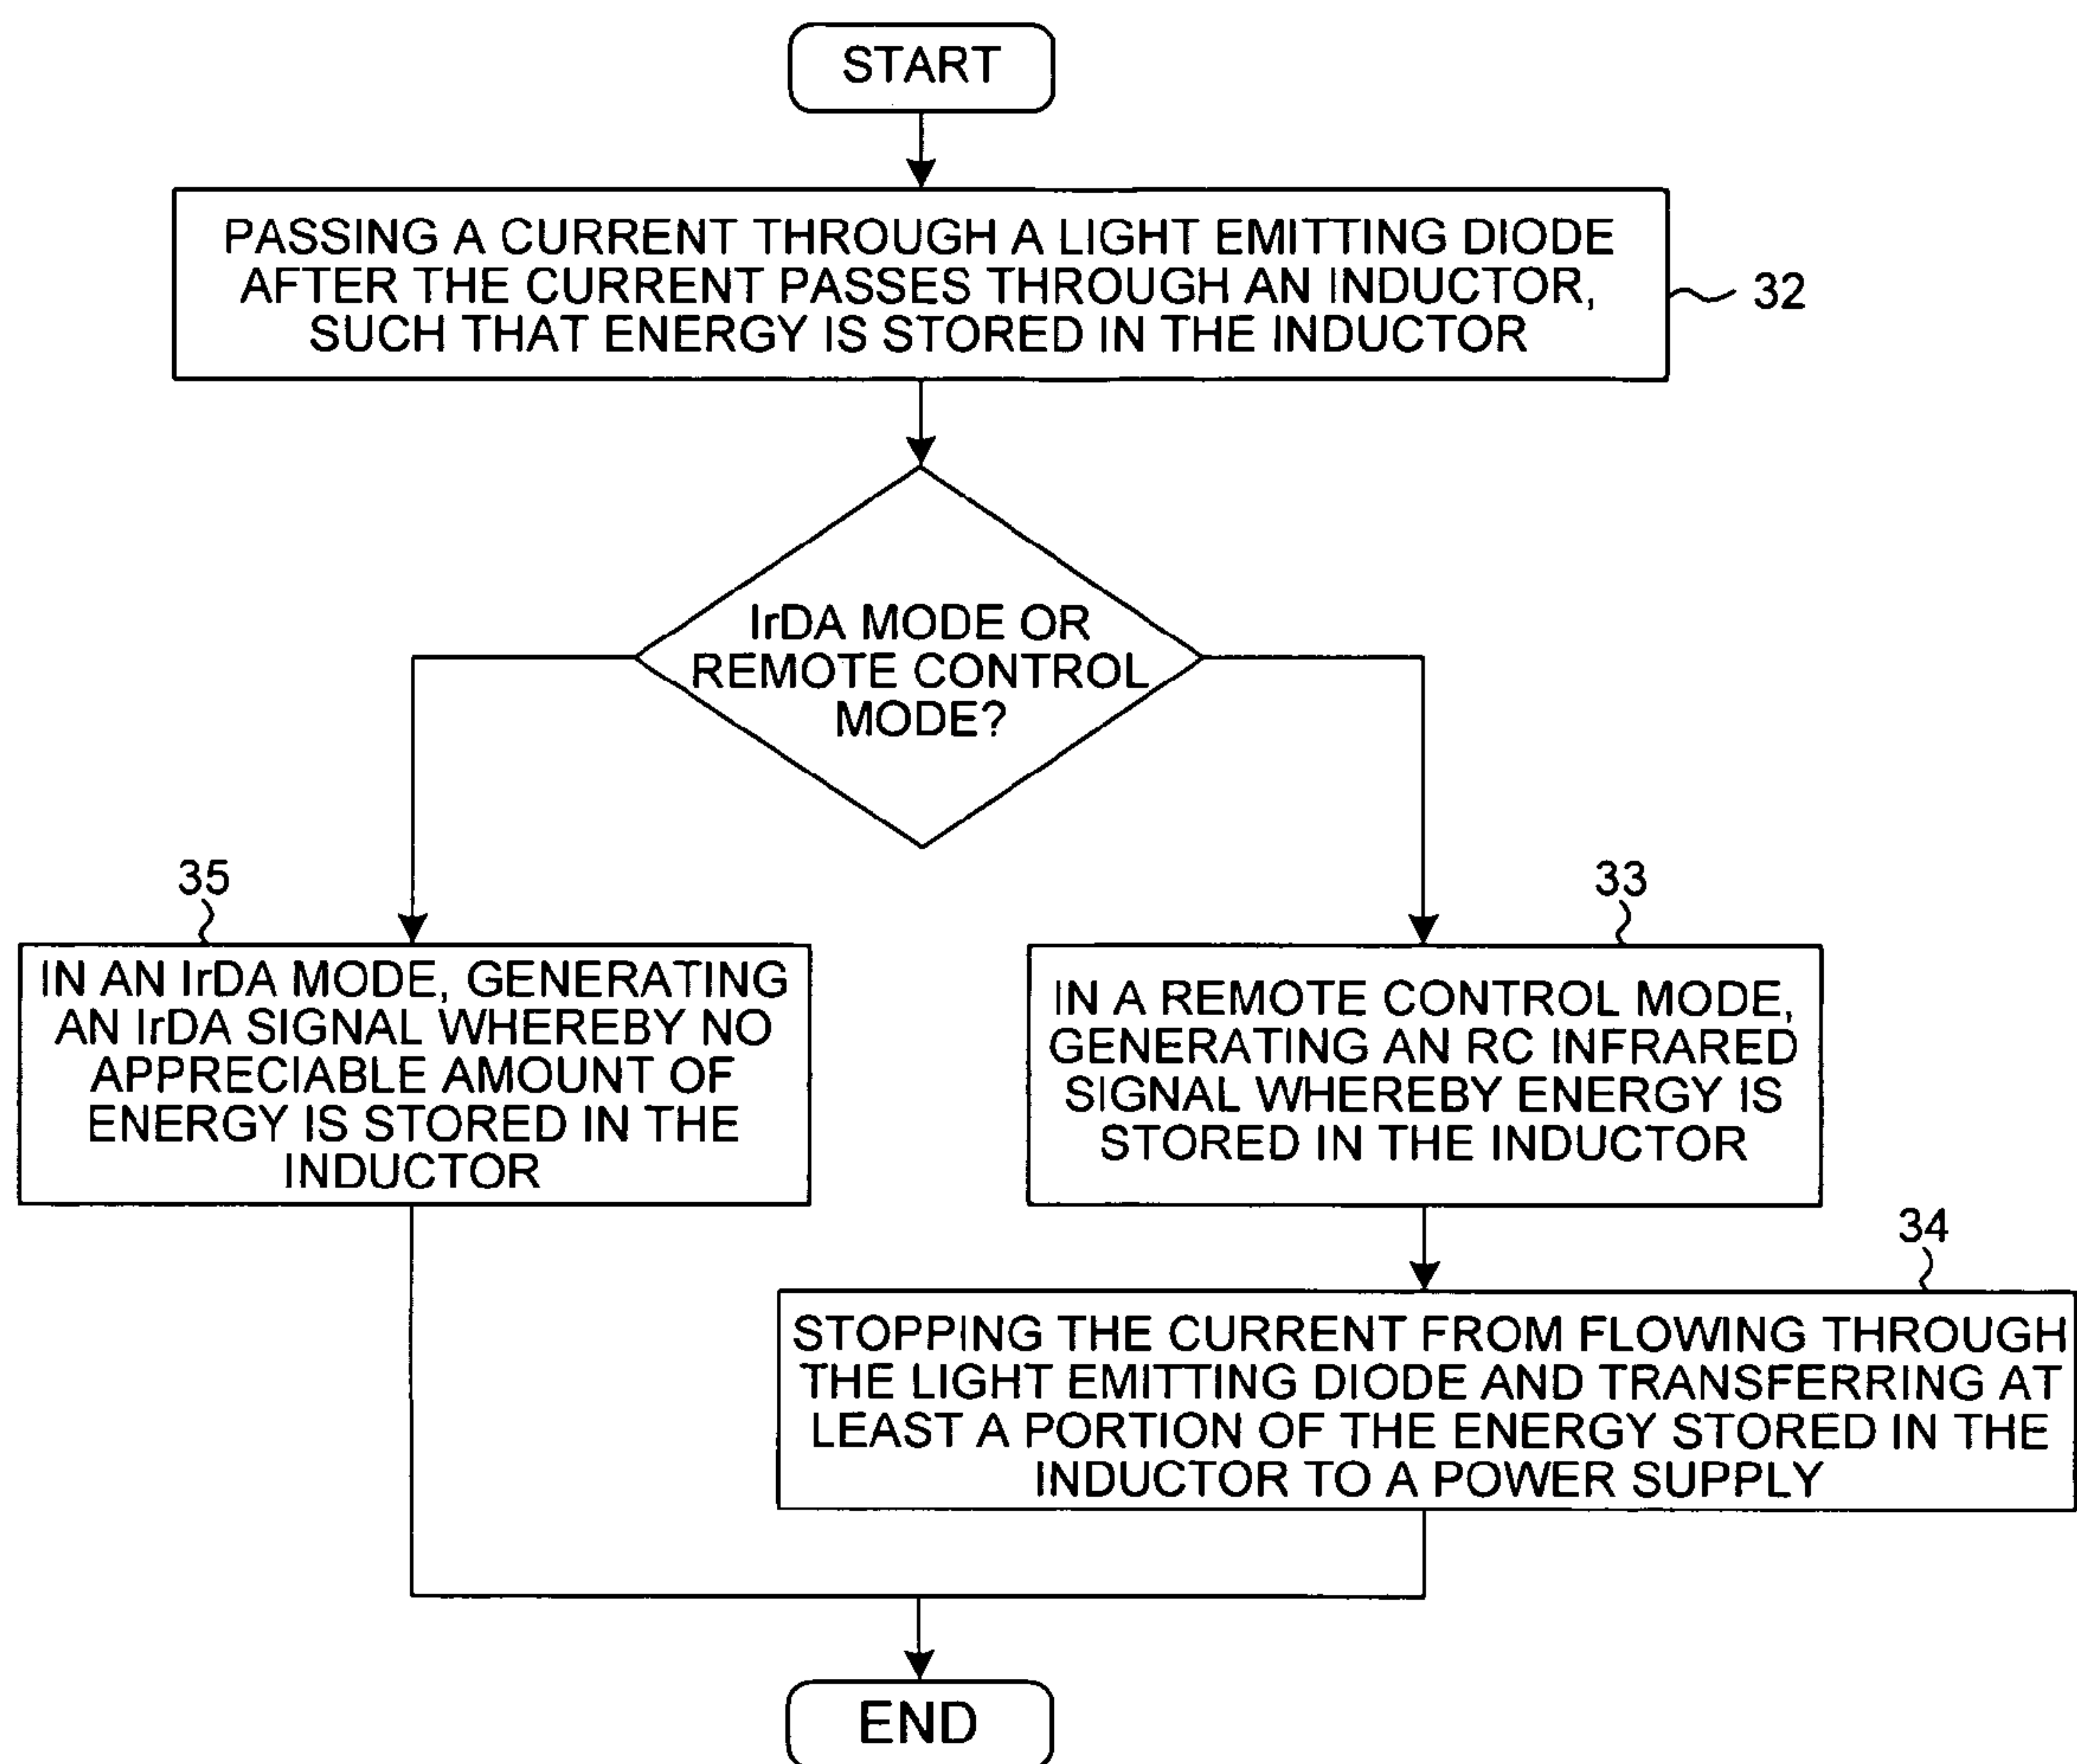 START
PASSING A CURRENT THROUGH A LIGHT EMITTING DIODE
AFTER THE CURRENT PASSES THROUGH AN INDUCTOR,
SUCH THAT ENERGY IS STORED IN THE INDUCTOR
32
IrDA MODE OR
REMOTE CONTROL
MODE?
35
IN AN IrDA MODE, GENERATING
AN IrDA SIGNAL WHEREBY NO
APPRECIABLE AMOUNT OF
ENERGY IS STORED IN THE
INDUCTOR
33
IN A REMOTE CONTROL MODE,
GENERATING AN RC INFRARED
SIGNAL WHEREBY ENERGY IS
STORED IN THE INDUCTOR
34
STOPPING THE CURRENT FROM FLOWING THROUGH
THE LIGHT EMITTING DIODE AND TRANSFERRING AT
LEAST A PORTION OF THE ENERGY STORED IN THE
INDUCTOR TO A POWER SUPPLY
END